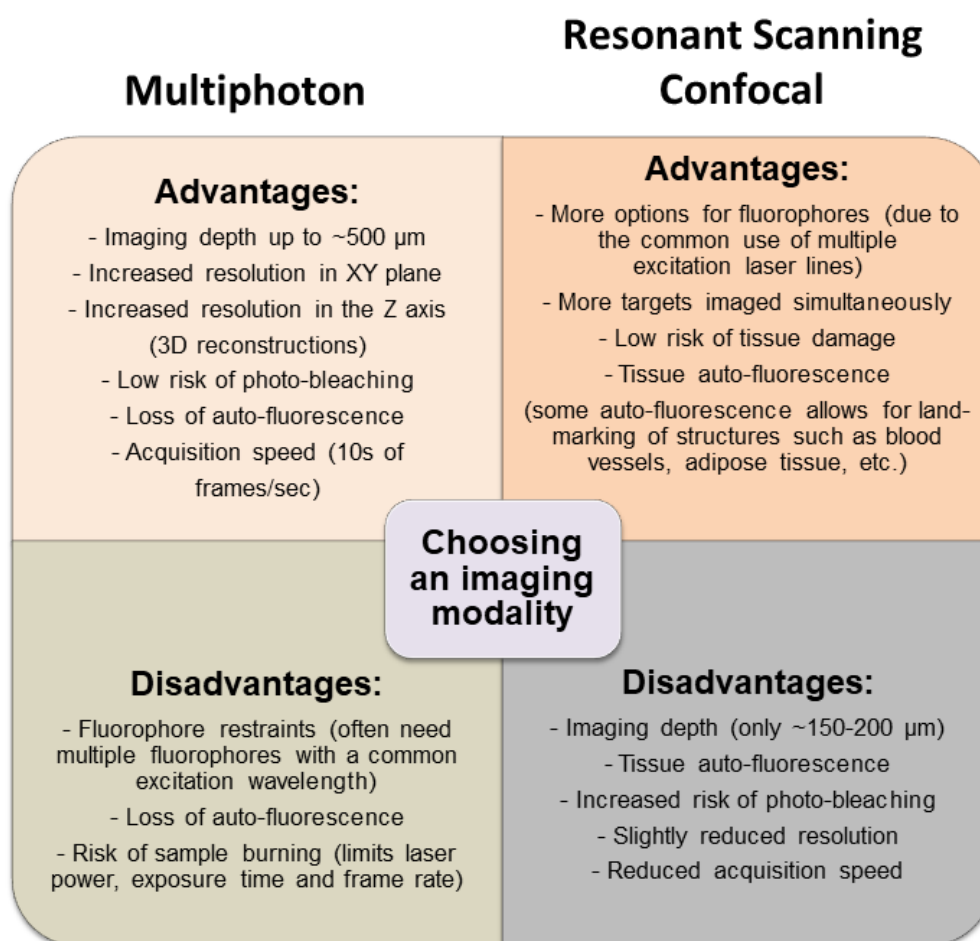 Multiphoton
Resonant Scanning
Confocal
Advantages:
- Imaging depth up to ~500 µm
- Increased resolution in XY plane
- Increased resolution in the Z axis
(3D reconstructions)
- Low risk of photo-bleaching
- Loss of auto-fluorescence
- Acquisition speed (10s of
frames/sec)
Advantages:
- More options for fluorophores (due to
the common use of multiple
excitation laser lines)
- More targets imaged simultaneously
- Low risk of tissue damage
- Tissue auto-fluorescence
(some auto-fluorescence allows for land-
marking of structures such as blood
vessels, adipose tissue, etc.)
Choosing
an imaging
modality
Disadvantages:
- Fluorophore restraints (often need
multiple fluorophores with a common
excitation wavelength)
- Loss of auto-fluorescence
- Risk of sample burning (limits laser
power, exposure time and frame rate)
Disadvantages:
- Imaging depth (only ~150-200 µm)
- Tissue auto-fluorescence
- Increased risk of photo-bleaching
- Slightly reduced resolution
- Reduced acquisition speed